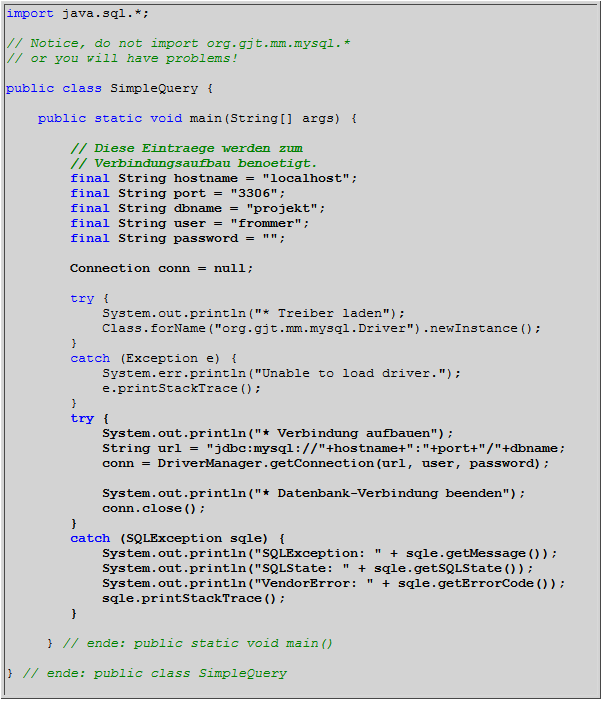 import java.sql.*;

// Notice, do not import org.gjt.mm.mysql.*
// or you will have problems!

public class SimpleQuery {

    public static void main(String[] args) {

        // Diese Eintraege werden zum
        // Verbindungsaufbau benoetigt.
        final String hostname = "localhost";
        final String port = "3306";
        final String dbname = "projekt";
        final String user = "frommer";
        final String password = "";

        Connection conn = null;

        try {
            System.out.println("* Treiber laden");
            Class.forName("org.gjt.mm.mysql.Driver").newInstance();
        }
        catch (Exception e) {
            System.err.println("Unable to load driver.");
            e.printStackTrace();
        }
        try {
            System.out.println("* Verbindung aufbauen");
            String url = "jdbc:mysql://"+hostname+":"+port+"/"+dbname;
            conn = DriverManager.getConnection(url, user, password);

            System.out.println("* Datenbank-Verbindung beenden");
            conn.close();
        }
        catch (SQLException sqle) {
            System.out.println("SQLException: " + sqle.getMessage());
            System.out.println("SQLState: " + sqle.getSQLState());
            System.out.println("VendorError: " + sqle.getErrorCode());
            sqle.printStackTrace();
        }

     } // ende: public static void main()

} // ende: public class SimpleQuery